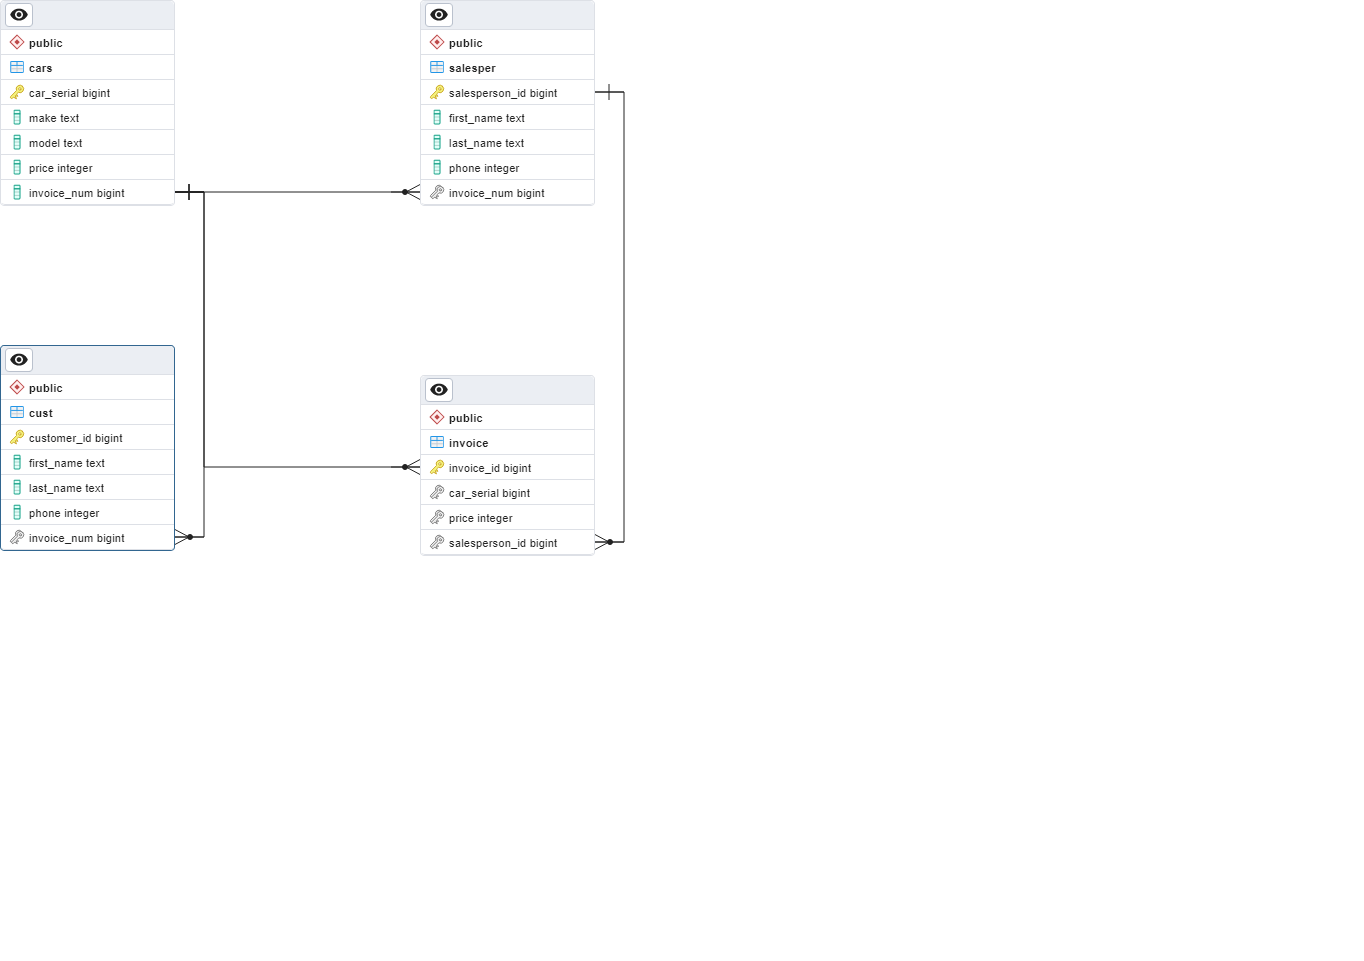 public
cars
car_serial bigint
make text
model text
price integer
invoice_num bigint
public
salesper
salesperson_id bigint
first_name text
last_name text
phone integer
invoice_num bigint
public
cust
customer_id bigint
first_name text
last_name text
phone integer
invoice_num bigint
public
invoice
invoice_id bigint
car_serial bigint
price integer
salesperson_id bigint